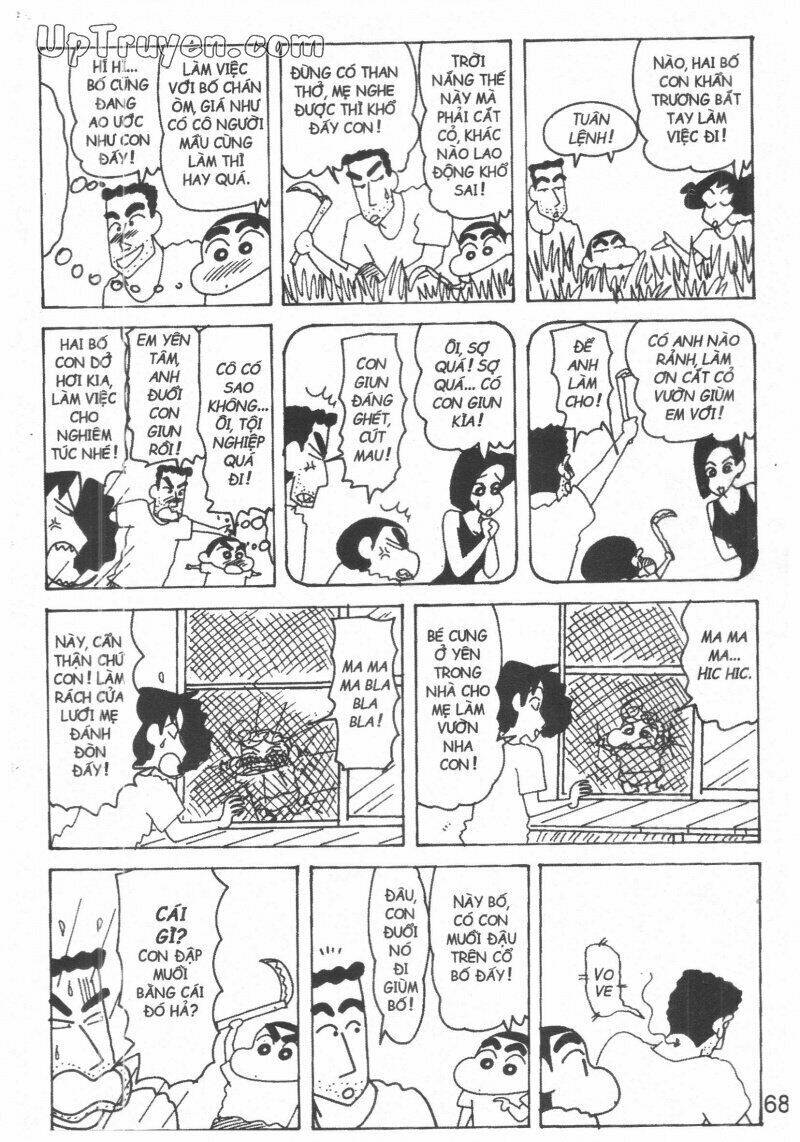 UpTruyen.com
NÀO, HAI BỐ
CON KHẨN
TRƯƠNG BẮT
TAY LÀM
VIỆC ĐI!
TUÂN
LỆNH!
TRỜI
NẮNG THẾ
NÀY MÀ
PHẢI CẮT
CỎ, KHÁC
NÀO LAO
ĐỘNG KHỔ
SAI!
ĐỪNG CÓ THAN
THỞ, MẸ NGHE
ĐƯỢC THÌ KHỔ
ĐẤY CON!
LÀM VIỆC
VỚI BỐ CHÁN
ÒM, GIÁ NHƯ
CÓ CÔ NGƯỜI
MẪU CÙNG
LÀM THÌ
HAY QUÁ.
HĨ HĨ...
BỐ CŨNG
ĐANG
AO ƯỚC
NHƯ CON
ĐẤY!
CÓ ANH NÀO
RẢNH, LÀM
ƠN CẮT CỎ
VƯỜN GIÙM
EM VỚI!
ĐỂ
ANH
LÀM
CHO!
ÔI, SỢ
QUÁ! SỢ
QUÁ... CÓ
CON GIUN
KÌA!
CON
GIUN
ĐÁNG
GHÉT,
CÚT
MAU!
CÔ CÓ
SAO
KHÔNG...
ÔI, TỘI
NGHIỆP
QUÁ
ĐI!
EM YÊN
TÂM,
ANH
ĐUỔI
CON
GIUN
RỒI!
HAI BỐ
CON DỞ
HƠI KIA,
LÀM VIỆC
CHO
NGHIÊM
TÚC NHÉ!
MA MA
MA...
HIC HIC.
BÉ CƯNG
Ở YÊN
TRONG
NHÀ CHO
MẸ LÀM
VƯỜN
NHA
CON!
MA MA
MA BLA
BLA
BLA!
NÀY, CẨN
THẬN CHỨ
CON! LÀM
RÁCH CỬA
LƯỚI MẸ
ĐÁNH
ĐÒN
ĐẤY!
VO
VE
NÀY BỐ,
CÓ CON
MUỖI ĐẬU
TRÊN CỔ
BỐ ĐẤY!
ĐÂU,
CON
ĐUỔI
NÓ ĐI
GIÙM
BỐ!
CÁI
GÌ?
CON ĐẬP
MUỖI
BẰNG CÁI
ĐÓ HẢ?
68